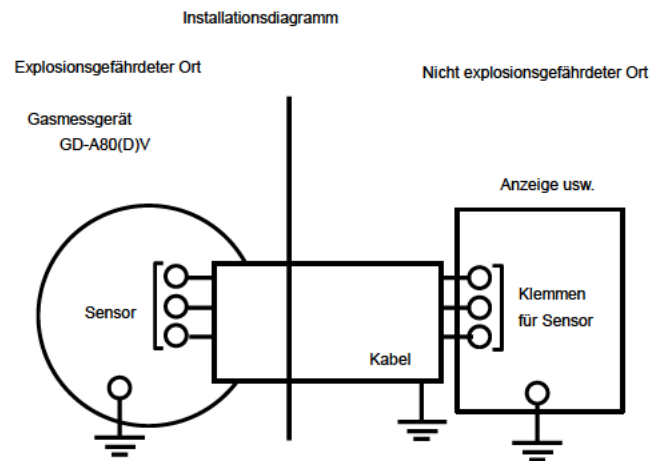 Installationsdiagramm
Explosionsgefährdeter Ort
Nicht explosionsgefährdeter Ort
Gasmessgerät
GD-A80(D)V
Anzeige usw.
Sensor
Klemmen
für Sensor
Kabel